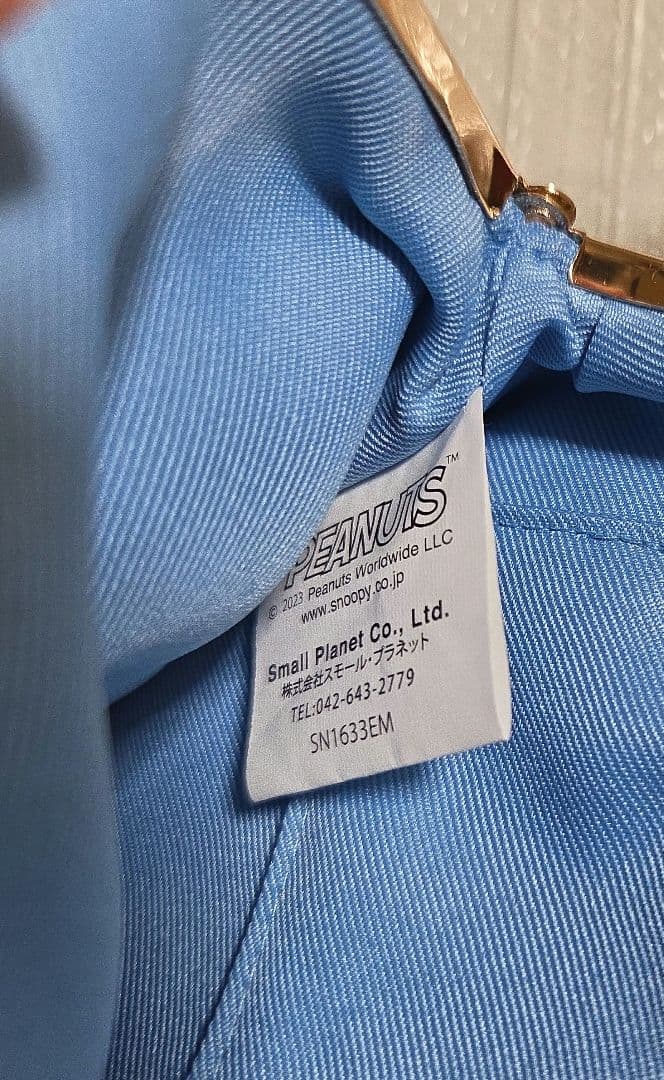 PEANUTS™
© 2023 Peanuts Worldwide LLC
www.snoopy.co.jp
Small Planet Co., Ltd.
株式会社スモール・プラネット
TEL:042-643-2779
SN1633EM